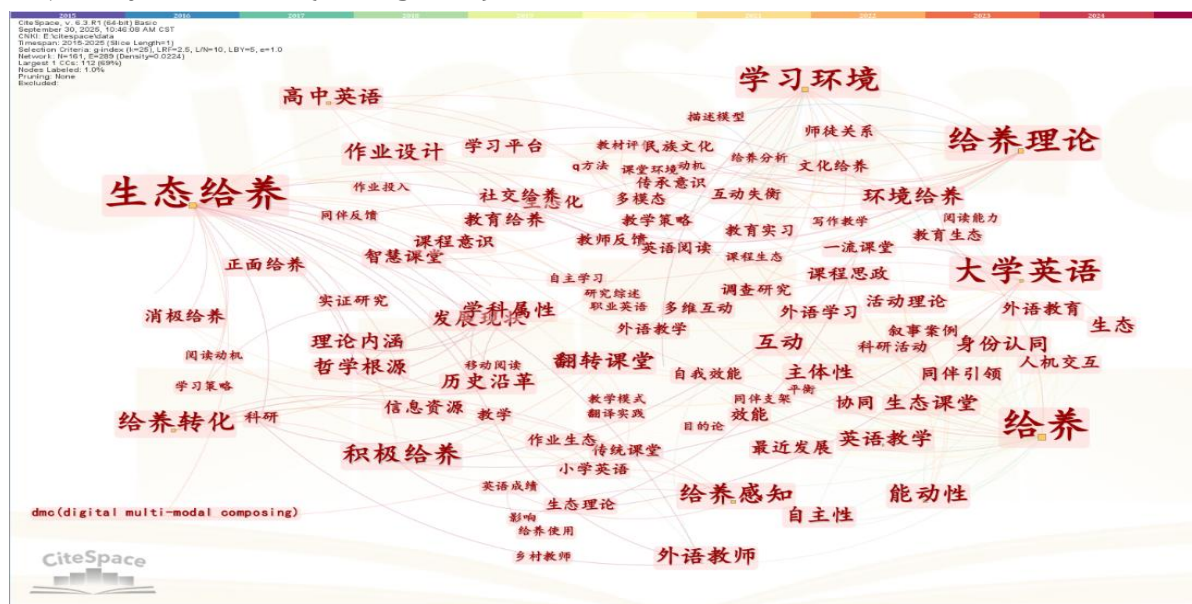 2015 2016 2017 2021 2022 2023 2024
CiteSpace, v. 6.3.R1 (64-bit) Basic
September 30, 2025, 10:46:08 AM CST
CNKI: E:\citespace\data
Timespan: 2015-2025 (Slice Length=1)
Selection Criteria: g-index (k=25), LRF=2.5, L/N=10, LBY=5, e=1.0
Network: N=161, E=289 (Density=0.0224)
Largest 1 CCs: 112 (69%)
Nodes Labeled: 1.0%
Pruning: None
Excluded:
学习环境
高中英语
描述模型
师徒关系
给养理论
作业设计 学习平台 教材评 民族文化
q方法 课堂环境 动机 给养分析 文化给养
生态给养 作业投入 社交给养 生态化 传承意识
多模态 互动失衡 环境给养
同伴反馈 教育给养 教学策略 教育实习 写作教学 阅读能力
课程意识 教师反馈 英语阅读 一流课堂 教育生态
正面给养 智慧课堂 课程生态 课程思政 大学英语
自主学习
实证研究 研究综述 调查研究
消极给养 发展现状 学科属性 职业英语 多维互动 外语学习 活动理论 外语教育
理论内涵 外语教学 互动 叙事案例 生态
阅读动机 哲学根源 移动阅读 翻转课堂 科研活动 身份认同 人机交互
学习策略 历史沿革 自我效能 主体性 同伴引领
平衡
给养转化 科研 信息资源 教学 教学模式 同伴支架 协同 生态课堂
翻译实践 效能 给养
目的论
积极给养 作业生态 传统课堂 最近发展 英语教学
小学英语
英语成绩 给养感知 能动性
dmc(digital multi-modal composing) 影响 生态理论 自主性
给养使用
乡村教师 外语教师
CiteSpace